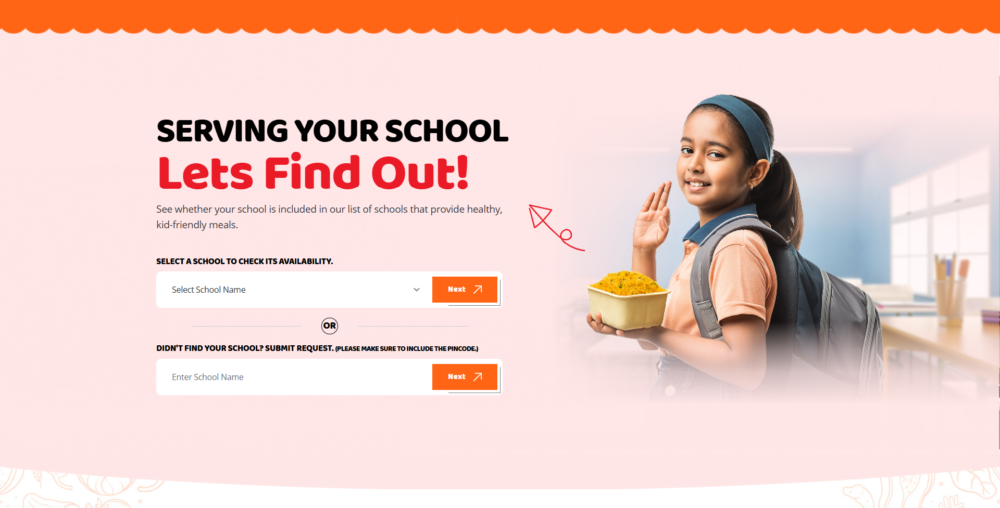 SERVING YOUR SCHOOL
Lets Find Out!
See whether your school is included in our list of schools that provide healthy,
kid-friendly meals.
SELECT A SCHOOL TO CHECK ITS AVAILABILITY.
Select School Name
Next
OR
DIDN'T FIND YOUR SCHOOL? SUBMIT REQUEST. (PLEASE MAKE SURE TO INCLUDE THE PINCODE.)
Enter School Name
Next